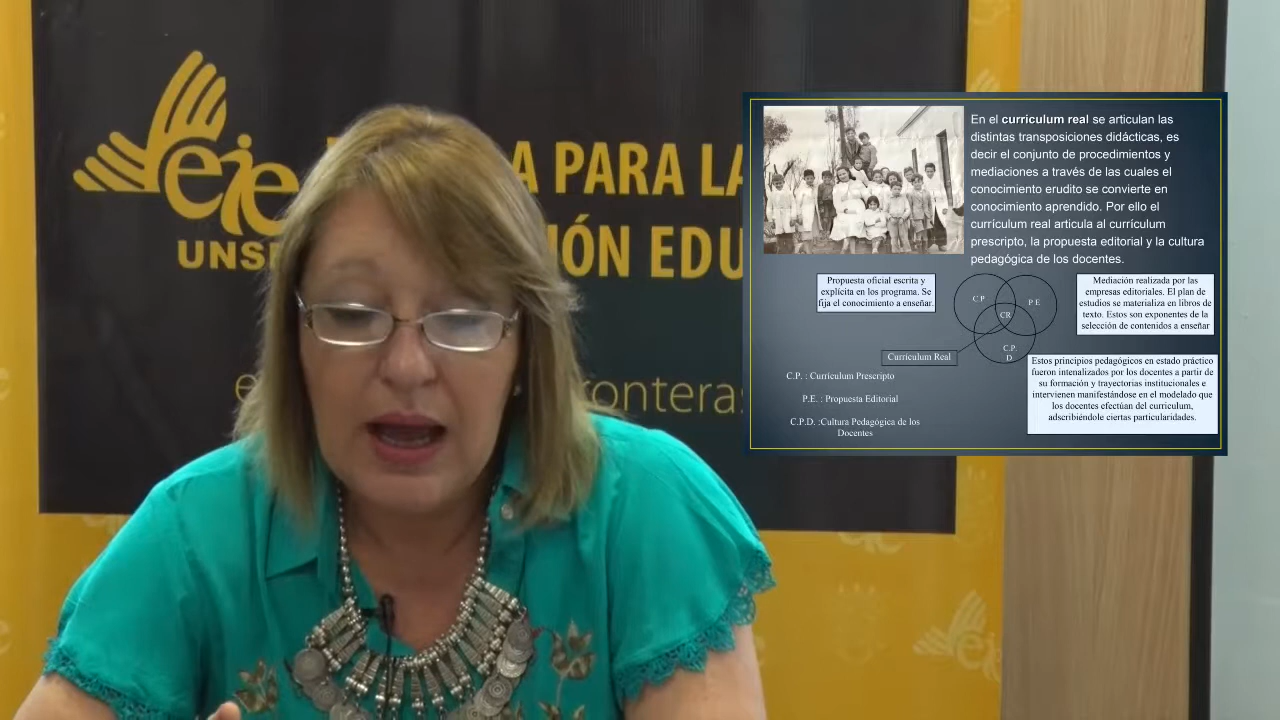 eie
UNSE
A PARA LA
IÓN EDU
e
ontera
En el curriculum real se articulan las
distintas transposiciones didácticas, es
decir el conjunto de procedimientos y
mediaciones a través de las cuales el
conocimiento erudito se convierte en
conocimiento aprendido. Por ello el
currículum real articula al currículum
prescripto, la propuesta editorial y la cultura
pedagógica de los docentes.
Propuesta oficial escrita y
explícita en los programa. Se
fija el conocimiento a enseñar.
C P
P E
CR
C.P.
D
Mediación realizada por las
empresas editoriales. El plan de
estudios se materializa en libros de
texto. Estos son exponentes de la
selección de contenidos a enseñar
Curriculum Real
Estos principios pedagógicos en estado práctico
fueron intenalizados por los docentes a partir de
su formación y trayectorias institucionales e
intervienen manifestándose en el modelado que
los docentes efectúan del curriculum,
adscribiéndole ciertas particularidades.
C.P. : Currículum Prescripto
P.E. : Propuesta Editorial
C.P.D. :Cultura Pedagógica de los
Docentes